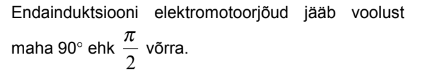 Endainduktsiooni elektromotoorjõud jääb voolust
maha 90° ehk π/2 võrra.